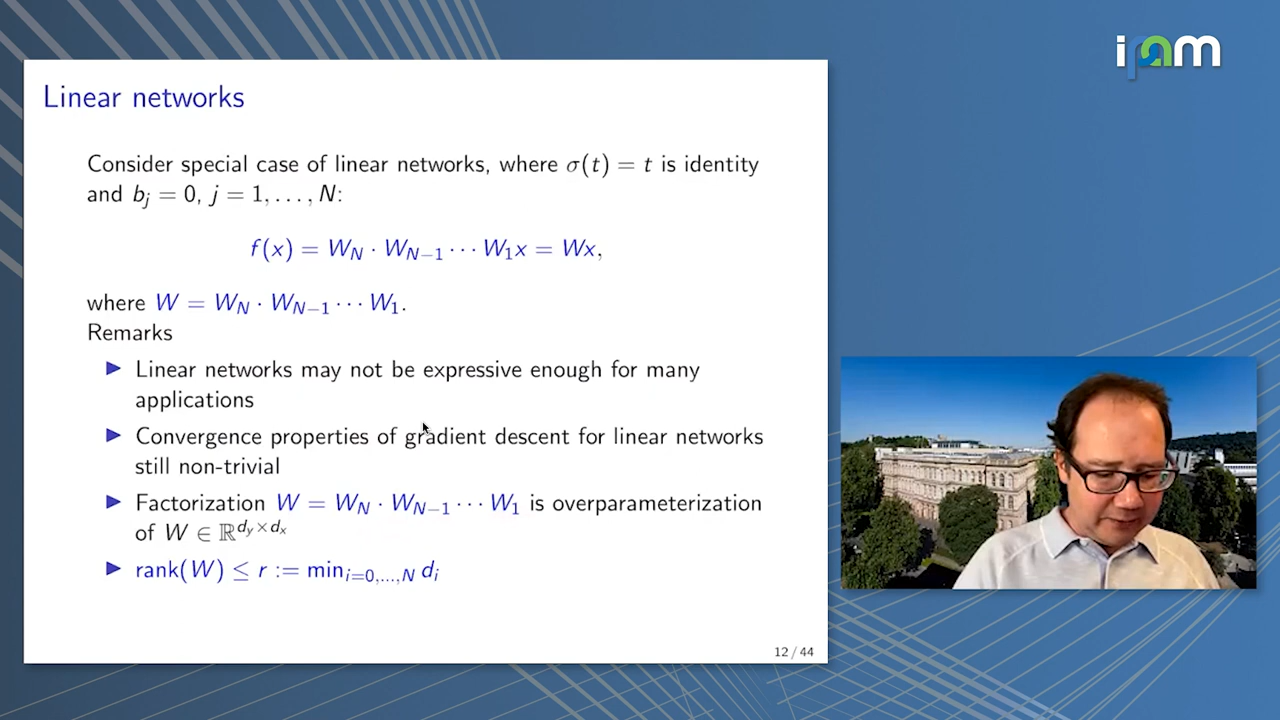 ipam
Linear networks
Consider special case of linear networks, where σ(t) = t is identity
and b_j = 0, j = 1, . . . , N:
f(x) = W_N · W_{N−1} · · · W_1x = Wx,
where W = W_N · W_{N−1} · · · W_1.
Remarks
▶ Linear networks may not be expressive enough for many
applications
▶ Convergence properties of gradient descent for linear networks
still non-trivial
▶ Factorization W = W_N · W_{N−1} · · · W_1 is overparameterization
of W ∈ ℝ^{d_y×d_x}
▶ rank(W) ≤ r := min_{i=0,...,N} d_i
12 / 44